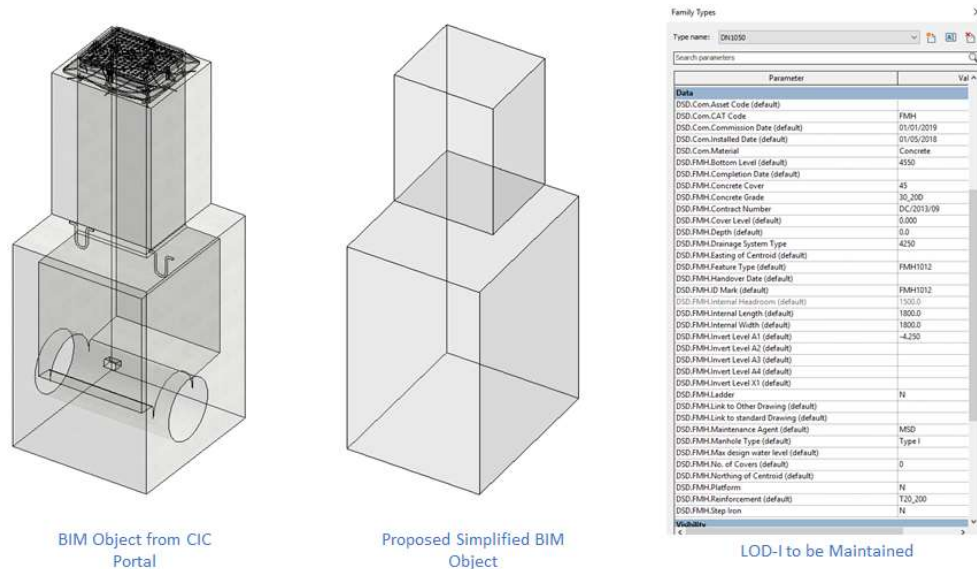 Family Types
Type name: DN1050
Search parameters
Parameter Val
Data
DSD.Com.Asset Code (default)
DSD.Com.CAT Code FMH
DSD.Com.Commission Date (default) 01/01/2019
DSD.Com.Installed Date (default) 01/05/2018
DSD.Com.Material Concrete
DSD.FMH.Bottom Level (default) 4550
DSD.FMH.Completion Date (default)
DSD.FMH.Concrete Cover 45
DSD.FMH.Concrete Grade 30_20D
DSD.FMH.Contract Number DC/2013/09
DSD.FMH.Cover Level (default) 0.000
DSD.FMH.Depth (default) 0.0
DSD.FMH.Drainage System Type 4250
DSD.FMH.Easting of Centroid (default)
DSD.FMH.Feature Type (default) FMH1012
DSD.FMH.Handover Date (default)
DSD.FMH.ID Mark (default) FMH1012
DSD.FMH.Internal Headroom (default) 1500.0
DSD.FMH.Internal Length (default) 1800.0
DSD.FMH.Internal Width (default) 1800.0
DSD.FMH.Invert Level A1 (default) -4.250
DSD.FMH.Invert Level A2 (default)
DSD.FMH.Invert Level A3 (default)
DSD.FMH.Invert Level A4 (default)
DSD.FMH.Invert Level X1 (default)
DSD.FMH.Ladder N
DSD.FMH.Link to Other Drawing (default)
DSD.FMH.Link to standard Drawing (default)
DSD.FMH.Maintenance Agent (default) MSD
DSD.FMH.Manhole Type (default) Type I
DSD.FMH.Max design water level (default)
DSD.FMH.No. of Covers (default) 0
DSD.FMH.Northing of Centroid (default)
DSD.FMH.Platform N
DSD.FMH.Reinforcement (default) T20_200
DSD.FMH.Step Iron N
Visibility
BIM Object from CIC
Portal
Proposed Simplified BIM
Object
LOD-I to be Maintained